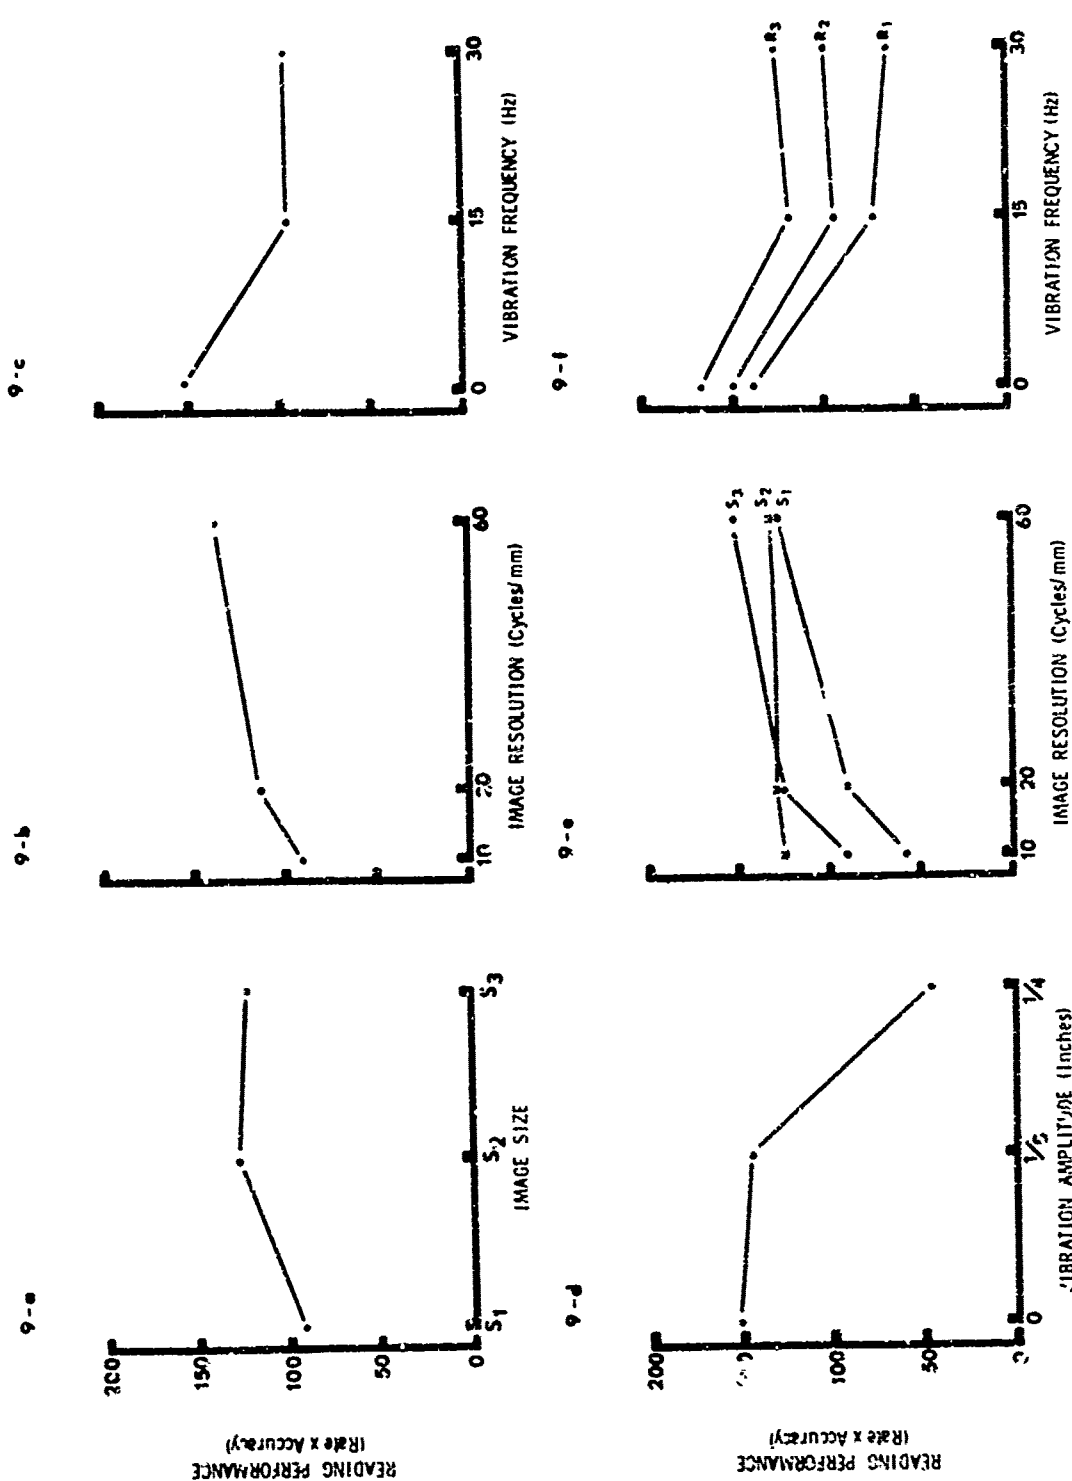 9-a
200
150
100
50
0
READING PERFORMANCE
(Rate x Accuracy)
S1
S2
S3
IMAGE SIZE
9-b
10
20
60
IMAGE RESOLUTION (Cycles/mm)
9-c
0
15
30
VIBRATION FREQUENCY (Hz)
9-d
200
100
50
READING PERFORMANCE
(Rate x Accuracy)
0
1/4
AMPLITUDE (Inches)
9-e
S3
S2
S1
10
20
60
IMAGE RESOLUTION (Cycles/mm)
9-f
R3
R2
R1
0
15
30
VIBRATION FREQUENCY (Hz)